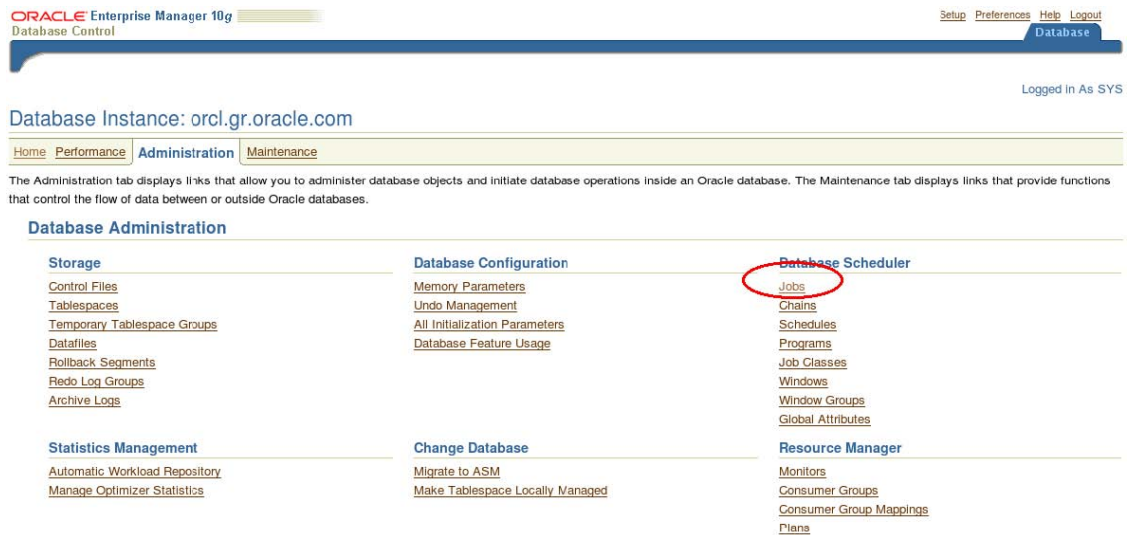 ORACLE Enterprise Manager 10g
Database Control
Setup Preferences Help Logout
Database
Logged in As SYS
Database Instance: orcl.gr.oracle.com
Home Performance Administration Maintenance
The Administration tab displays links that allow you to administer database objects and initiate database operations inside an Oracle database. The Maintenance tab displays links that provide functions
that control the flow of data between or outside Oracle databases.
Database Administration
Storage
Control Files
Tablespaces
Temporary Tablespace Groups
Datafiles
Rollback Segments
Redo Log Groups
Archive Logs
Database Configuration
Memory Parameters
Undo Management
All Initialization Parameters
Database Feature Usage
Database Scheduler
Jobs
Chains
Schedules
Programs
Job Classes
Windows
Window Groups
Global Attributes
Statistics Management
Automatic Workload Repository
Manage Optimizer Statistics
Change Database
Migrate to ASM
Make Tablespace Locally Managed
Resource Manager
Monitors
Consumer Groups
Consumer Group Mappings
Plans